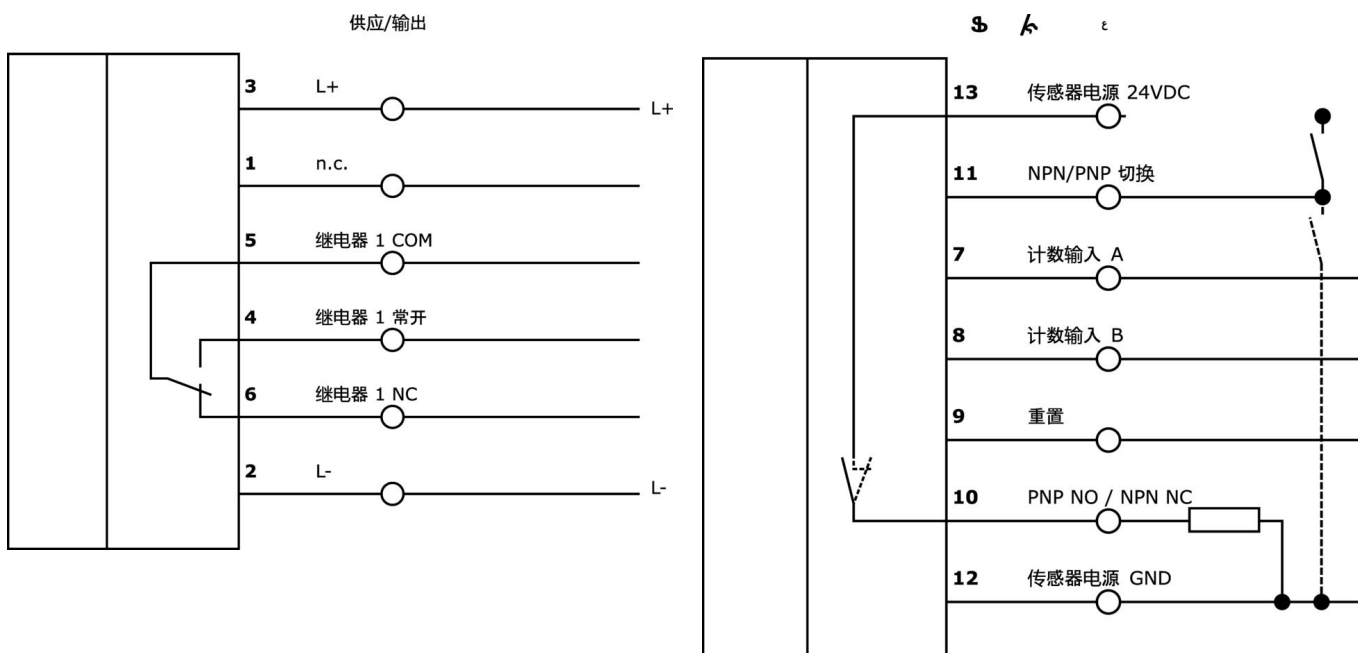 供应/输出
3 L+
L+
1 n.c.
5 继电器 1 COM
4 继电器 1 常开
6 继电器 1 NC
2 L-
L-
13 传感器电源 24VDC
11 NPN/PNP 切换
7 计数输入 A
8 计数输入 B
9 重置
10 PNP NO / NPN NC
12 传感器电源 GND